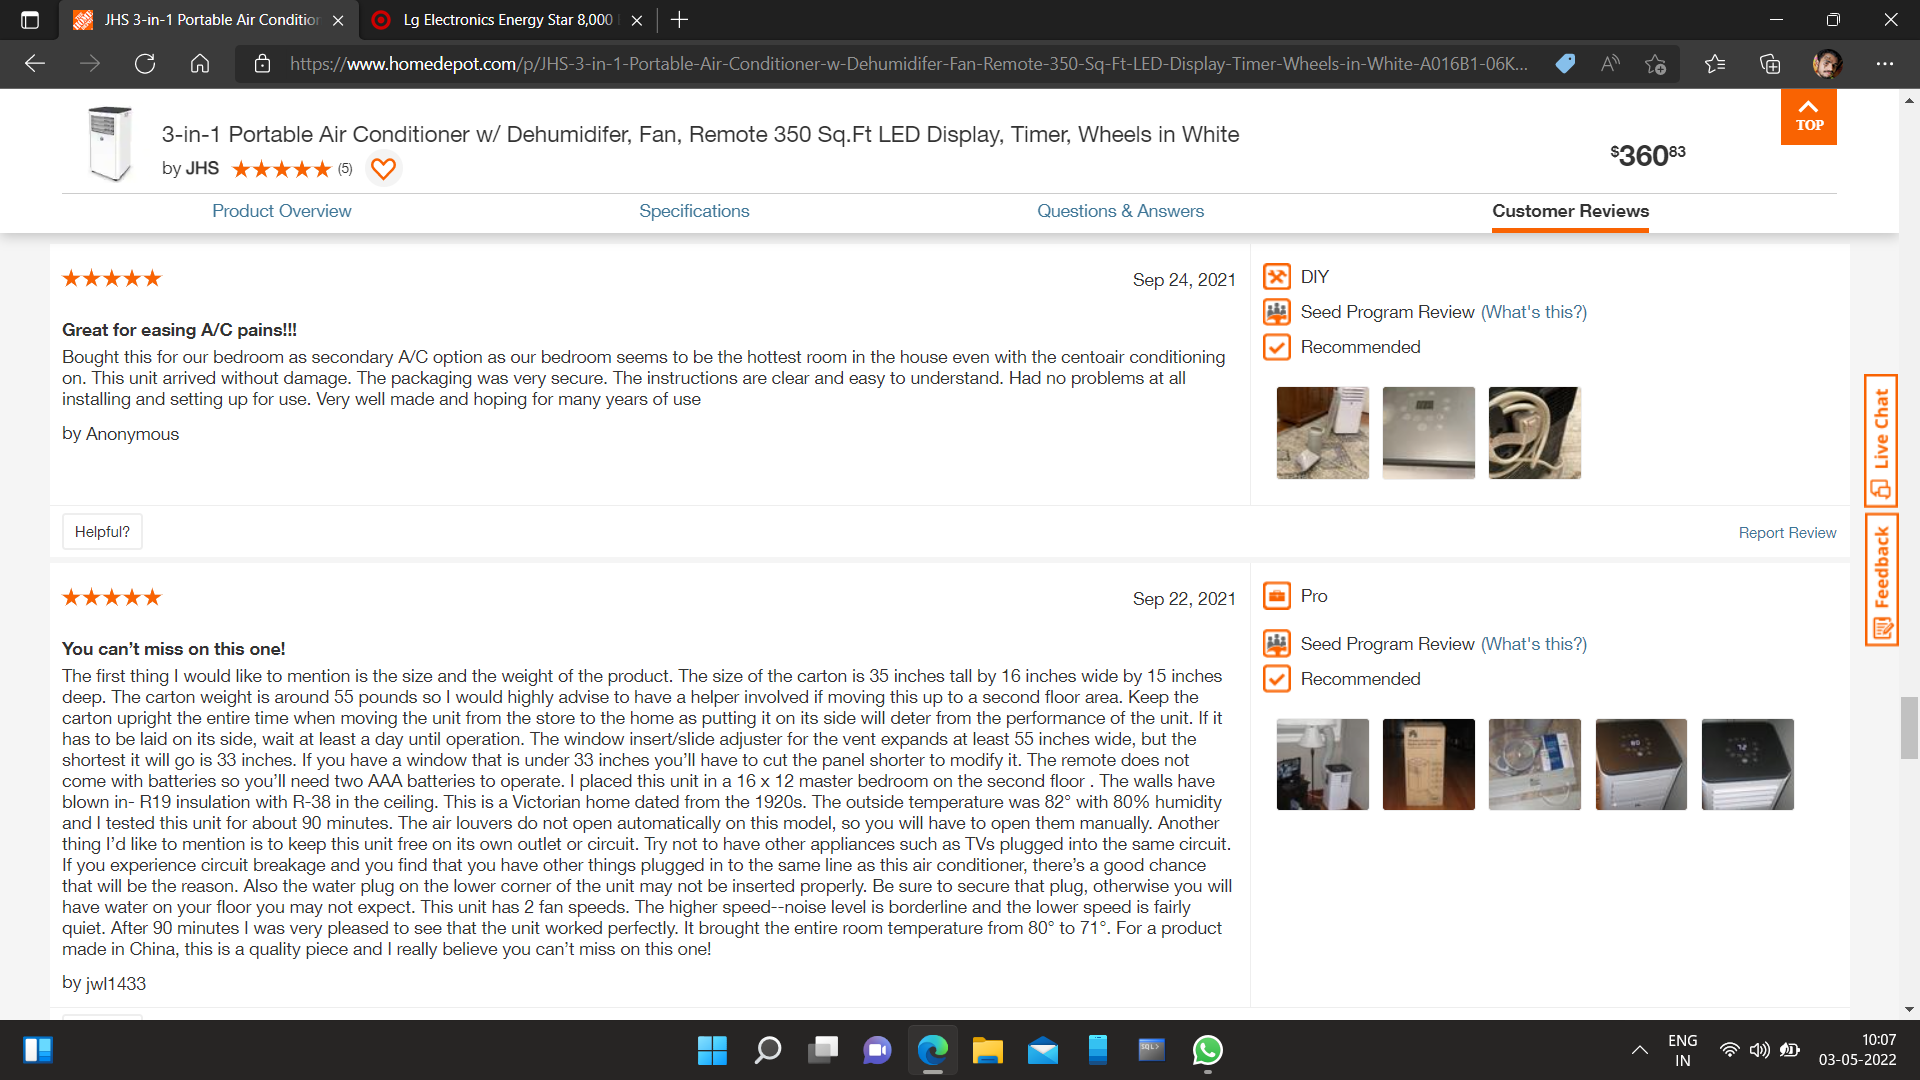 JHS 3-in-1 Portable Air Conditior
Lg Electronics Energy Star 8,000
https://www.homedepot.com/p/JHS-3-in-1-Portable-Air-Conditioner-w-Dehumidifer-Fan-Remote-350-Sq-Ft-LED-Display-Timer-Wheels-in-White-A016B1-06K...
3-in-1 Portable Air Conditioner w/ Dehumidifer, Fan, Remote 350 Sq.Ft LED Display, Timer, Wheels in White
by JHS (5)
$36083
TOP
Product Overview
Specifications
Questions & Answers
Customer Reviews
Sep 24, 2021
Great for easing A/C pains!!!
Bought this for our bedroom as secondary A/C option as our bedroom seems to be the hottest room in the house even with the centoair conditioning
on. This unit arrived without damage. The packaging was very secure. The instructions are clear and easy to understand. Had no problems at all
installing and setting up for use. Very well made and hoping for many years of use
by Anonymous
DIY
Seed Program Review (What's this?)
Recommended
Helpful?
Report Review
Sep 22, 2021
You can’t miss on this one!
The first thing I would like to mention is the size and the weight of the product. The size of the carton is 35 inches tall by 16 inches wide by 15 inches
deep. The carton weight is around 55 pounds so I would highly advise to have a helper involved if moving this up to a second floor area. Keep the
carton upright the entire time when moving the unit from the store to the home as putting it on its side will deter from the performance of the unit. If it
has to be laid on its side, wait at least a day until operation. The window insert/slide adjuster for the vent expands at least 55 inches wide, but the
shortest it will go is 33 inches. If you have a window that is under 33 inches you’ll have to cut the panel shorter to modify it. The remote does not
come with batteries so you’ll need two AAA batteries to operate. I placed this unit in a 16 x 12 master bedroom on the second floor . The walls have
blown in- R19 insulation with R-38 in the ceiling. This is a Victorian home dated from the 1920s. The outside temperature was 82° with 80% humidity
and I tested this unit for about 90 minutes. The air louvers do not open automatically on this model, so you will have to open them manually. Another
thing I’d like to mention is to keep this unit free on its own outlet or circuit. Try not to have other appliances such as TVs plugged into the same circuit.
If you experience circuit breakage and you find that you have other things plugged in to the same line as this air conditioner, there’s a good chance
that will be the reason. Also the water plug on the lower corner of the unit may not be inserted properly. Be sure to secure that plug, otherwise you will
have water on your floor you may not expect. This unit has 2 fan speeds. The higher speed--noise level is borderline and the lower speed is fairly
quiet. After 90 minutes I was very pleased to see that the unit worked perfectly. It brought the entire room temperature from 80° to 71°. For a product
made in China, this is a quality piece and I really believe you can’t miss on this one!
by jwl1433
Pro
Seed Program Review (What's this?)
Recommended
80
72
Live Chat
Feedback
SQL>
ENG
IN
10:07
03-05-2022